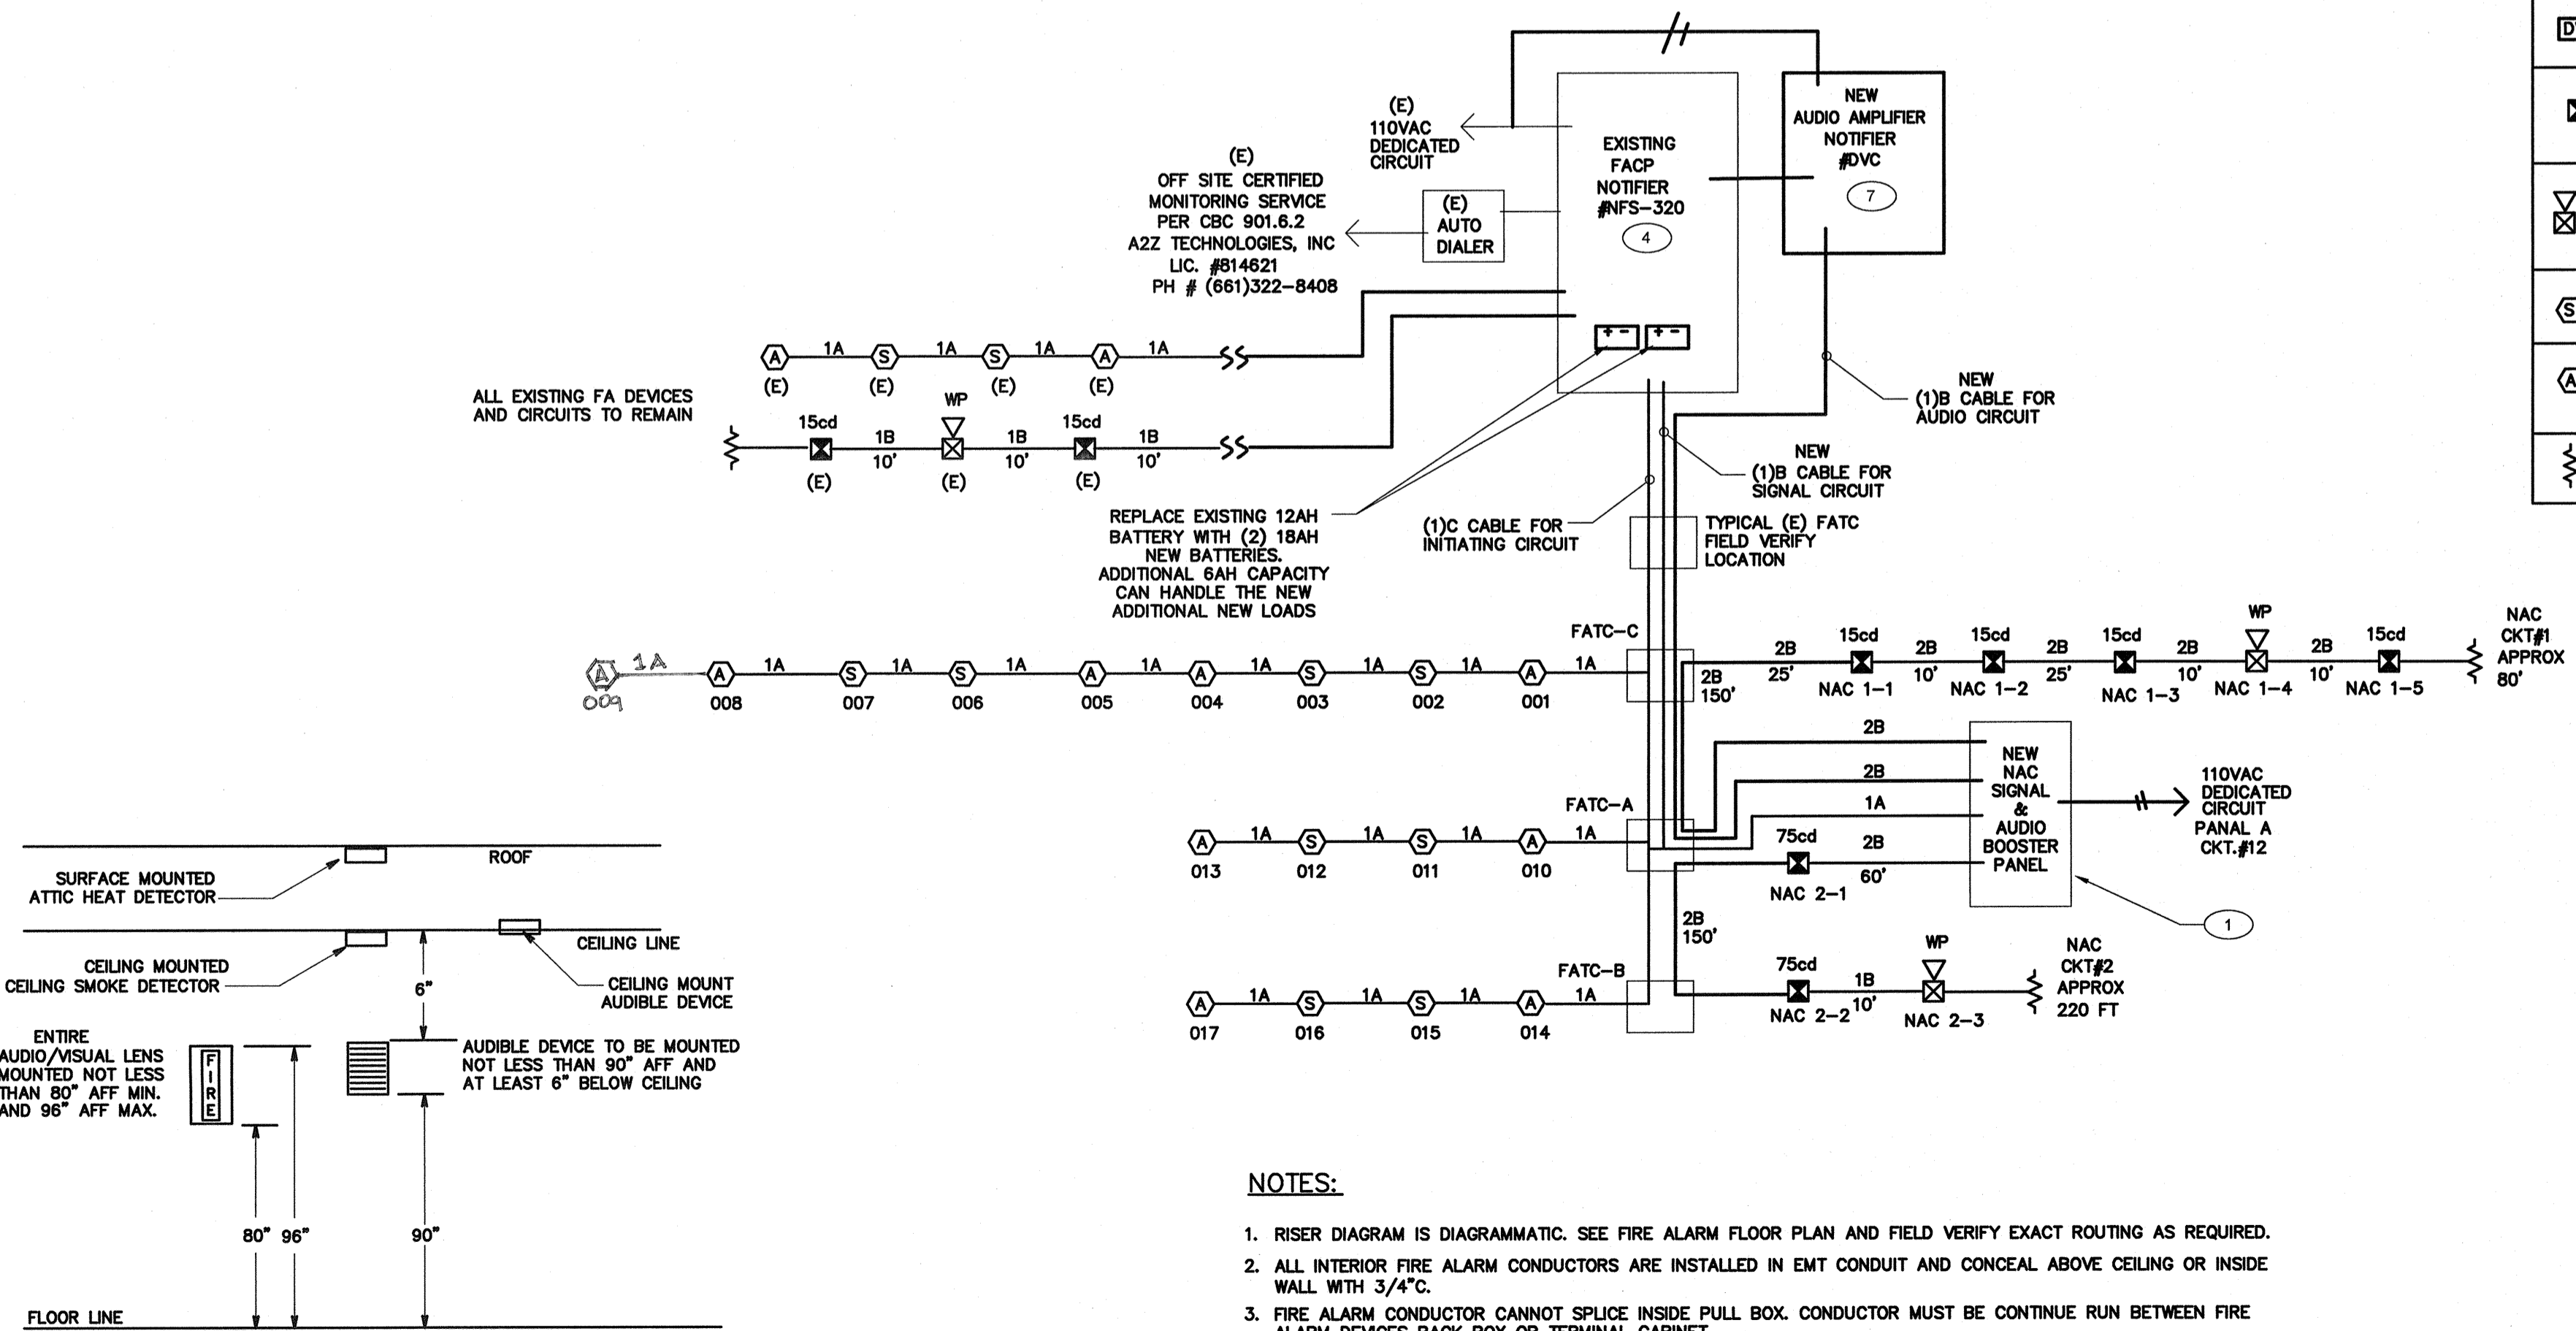 (E)
110VAC
DEDICATED
CIRCUIT
EXISTING
FACP
NOTIFIER
#NFS-320
4
NEW
AUDIO AMPLIFIER
NOTIFIER
#DVC
7
(E)
OFF SITE CERTIFIED
MONITORING SERVICE
PER CBC 901.6.2
A2Z TECHNOLOGIES, INC
LIC. #814621
PH # (661)322-8408
(E)
AUTO
DIALER
+ - + -
A 1A S 1A S 1A A 1A
(E) (E) (E) (E)
ALL EXISTING FA DEVICES
AND CIRCUITS TO REMAIN
WP
15cd 1B 1B 15cd 1B
10' 10' 10'
(E) (E) (E)
NEW
(1)B CABLE FOR
AUDIO CIRCUIT
NEW
(1)B CABLE FOR
SIGNAL CIRCUIT
REPLACE EXISTING 12AH
BATTERY WITH (2) 18AH
NEW BATTERIES.
ADDITIONAL 6AH CAPACITY
CAN HANDLE THE NEW
ADDITIONAL NEW LOADS
(1)C CABLE FOR
INITIATING CIRCUIT
TYPICAL (E) FATC
FIELD VERIFY
LOCATION
FATC-C
A 1A A 1A S 1A S 1A A 1A A 1A S 1A S 1A A 1A
009 008 007 006 005 004 003 002 001
2B
150'
WP
2B 15cd 2B 15cd 2B 15cd 2B 2B 15cd
25' 10' 25' 10' 10'
NAC 1-1 NAC 1-2 NAC 1-3 NAC 1-4 NAC 1-5
NAC
CKT#1
APPROX
80'
2B
2B
1A
2B
60'
NEW
NAC
SIGNAL
&
AUDIO
BOOSTER
PANEL
110VAC
DEDICATED
CIRCUIT
PANAL A
CKT.#12
1
FATC-A
A 1A S 1A S 1A A 1A
013 012 011 010
75cd
NAC 2-1
2B
150'
FATC-B
A 1A S 1A S 1A A 1A
017 016 015 014
75cd 1B WP
NAC 2-2 10' NAC 2-3
NAC
CKT#2
APPROX
220 FT
ROOF
SURFACE MOUNTED
ATTIC HEAT DETECTOR
CEILING LINE
CEILING MOUNTED
CEILING SMOKE DETECTOR
6"
CEILING MOUNT
AUDIBLE DEVICE
ENTIRE
AUDIO/VISUAL LENS
MOUNTED NOT LESS
THAN 80" AFF MIN.
AND 96" AFF MAX.
FIRE
AUDIBLE DEVICE TO BE MOUNTED
NOT LESS THAN 90" AFF AND
AT LEAST 6" BELOW CEILING
80" 96" 90"
FLOOR LINE
NOTES:
1. RISER DIAGRAM IS DIAGRAMMATIC. SEE FIRE ALARM FLOOR PLAN AND FIELD VERIFY EXACT ROUTING AS REQUIRED.
2. ALL INTERIOR FIRE ALARM CONDUCTORS ARE INSTALLED IN EMT CONDUIT AND CONCEAL ABOVE CEILING OR INSIDE
WALL WITH 3/4"C.
3. FIRE ALARM CONDUCTOR CANNOT SPLICE INSIDE PULL BOX. CONDUCTOR MUST BE CONTINUE RUN BETWEEN FIRE
ALARM DEVICES BACK BOX OR TERMINAL CABINET
S
A